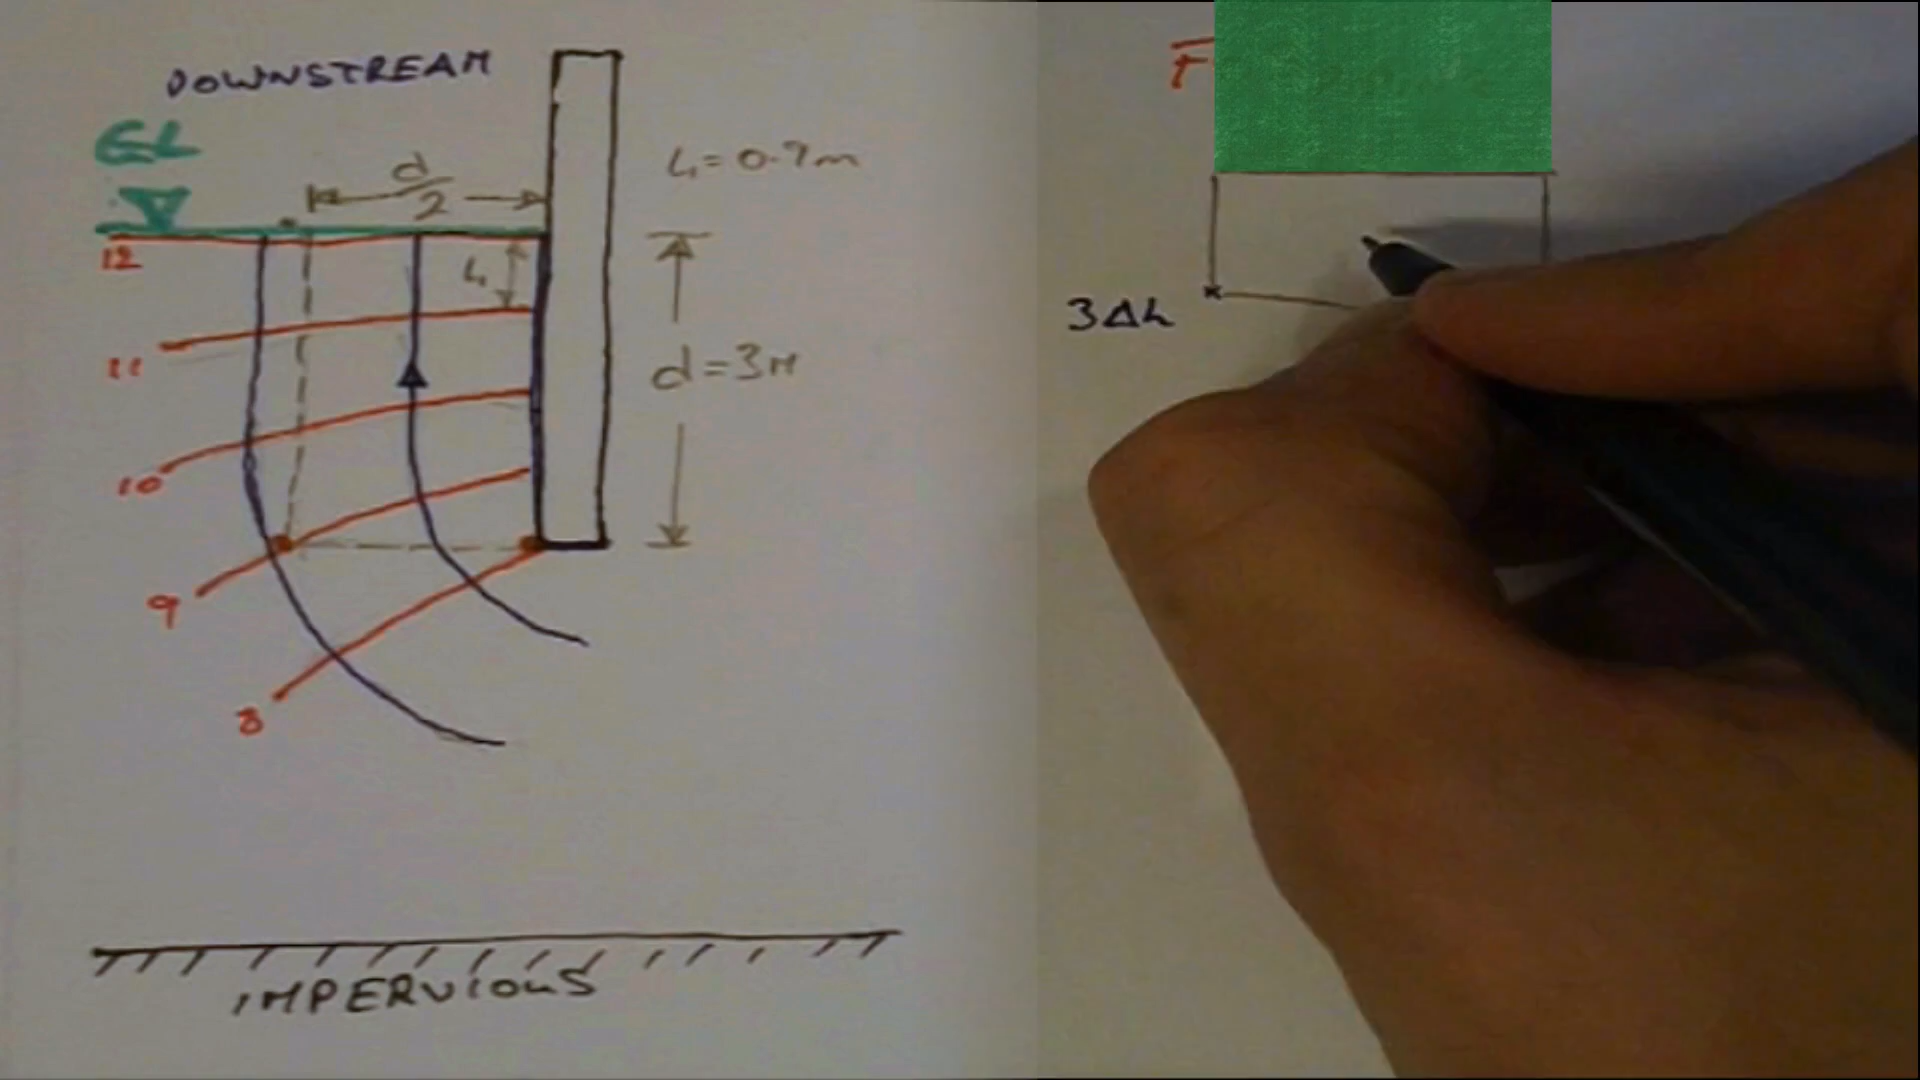 DOWNSTREAM
GL
d/2
h = 0.7m
12
h
11
d = 3M
10
9
8
IMPERVIOUS
3Δh